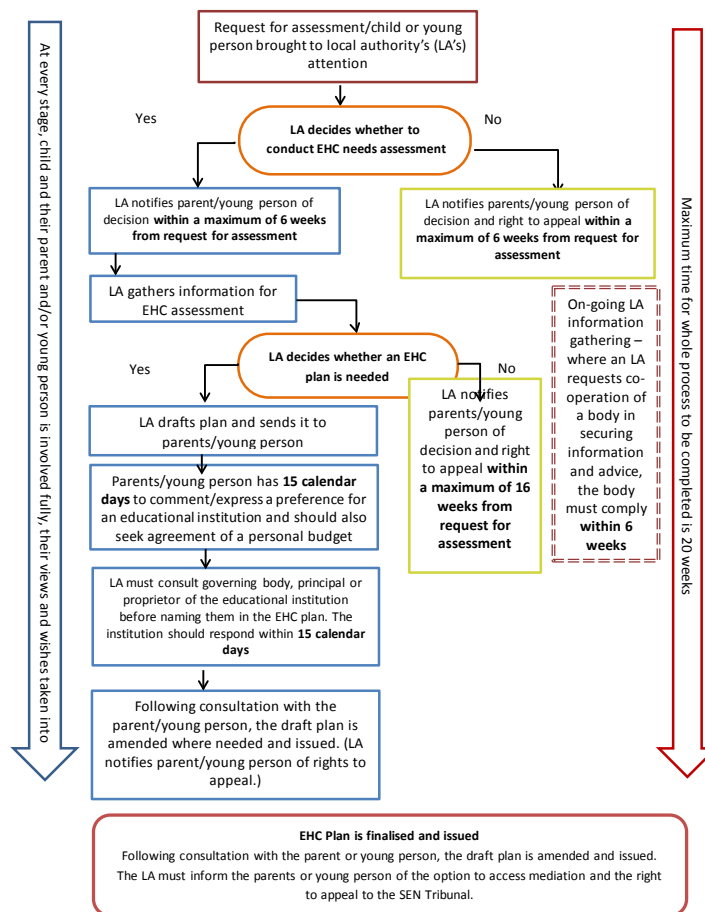 Request for assessment/child or young
person brought to local authority's (LA's)
attention
Yes
No
LA decides whether to
conduct EHC needs assessment
LA notifies parent/young person of
decision within a maximum of 6 weeks
from request for assessment
LA notifies parents/young person of
decision and right to appeal within a
maximum of 6 weeks from request for
assessment
LA gathers information for
EHC assessment
On-going LA
information
gathering –
where an LA
requests co-
operation of
a body in
securing
information
and advice,
the body
must comply
within 6
weeks
LA decides whether an EHC
plan is needed
Yes
No
LA notifies
parents/young
person of
decision and right
to appeal within
a maximum of 16
weeks from
request for
assessment
LA drafts plan and sends it to
parents/young person
Parents/young person has 15 calendar
days to comment/express a preference for
an educational institution and should also
seek agreement of a personal budget
LA must consult governing body, principal or
proprietor of the educational institution
before naming them in the EHC plan. The
institution should respond within 15 calendar
days
Following consultation with the
parent/young person, the draft plan is
amended where needed and issued. (LA
notifies parent/young person of rights to
appeal.)
At every stage, child and their parent and/or young person is involved fully, their views and wishes taken into
Maximum time for whole process to be completed is 20 weeks
EHC Plan is finalised and issued
Following consultation with the parent or young person, the draft plan is amended and issued.
The LA must inform the parents or young person of the option to access mediation and the right
to appeal to the SEN Tribunal.